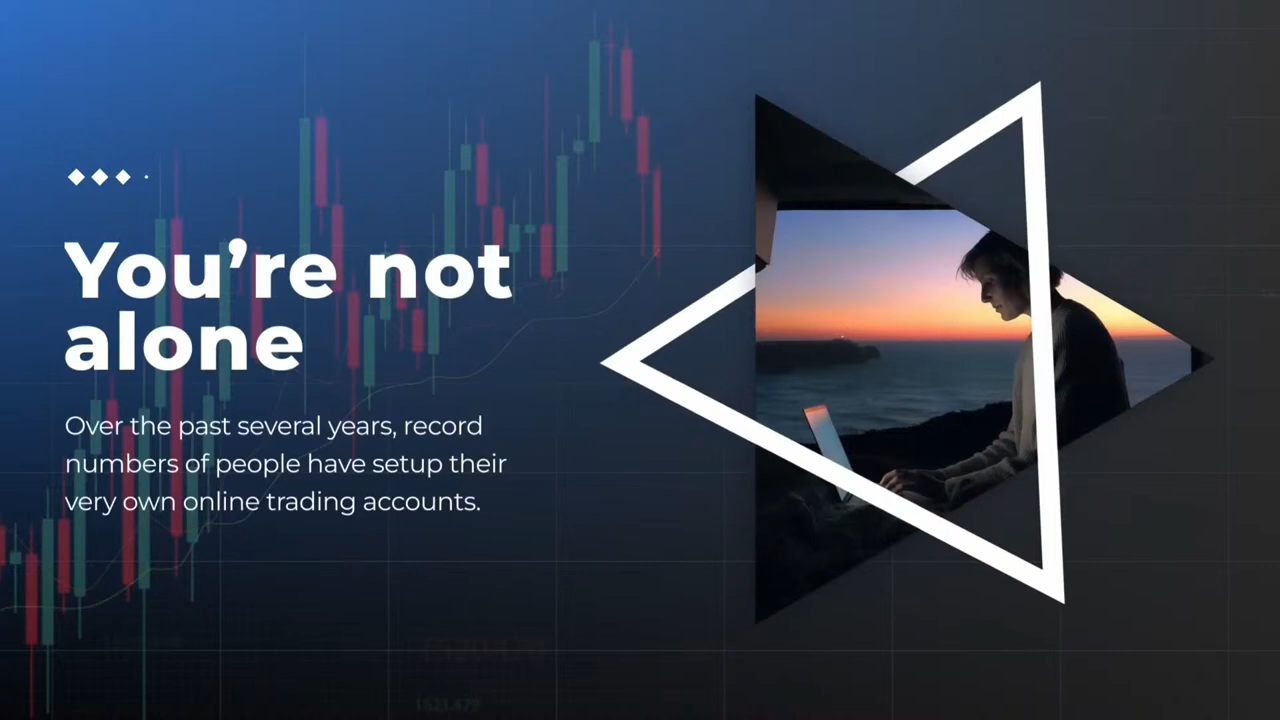 You’re not
alone
Over the past several years, record
numbers of people have setup their
very own online trading accounts.